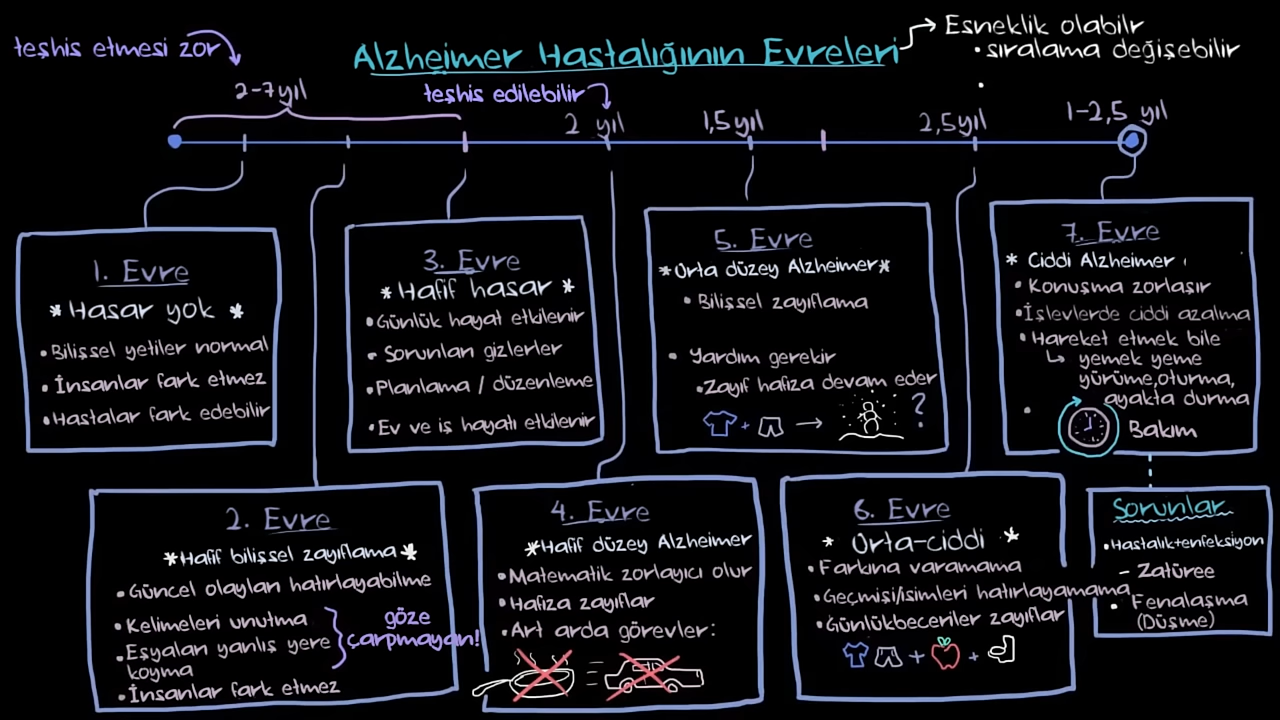 teşhis etmesi zor
Alzheimer Hastalığının Evreleri
Esneklik olabilr
• sıralama değişebilir
2-7 yıl
teşhis edilebilir
2 yıl
1,5 yıl
2,5 yıl
1-2,5 yıl
1. Evre
* Hasar yok *
• Bilişsel yetiler normal
• İnsanlar fark etmez
• Hastalar fark edebilir
2. Evre
*Hafif bilişsel zayıflama*
• Güncel olayları hatırlayabilme
• Kelimeleri unutma
• Eşyaları yanlış yere
koyma
• İnsanlar fark etmez
göze
çarpmayan!
3. Evre
* Hafif hasar *
• Günlük hayat etkilenir
• Sorunları gizlerler
• Planlama / düzenleme
• Ev ve iş hayatı etkilenir
4. Evre
*Hafif düzey Alzheimer
• Matematik zorlayıcı olur
• Hafıza zayıflar
• Art arda görevler:
5. Evre
*Orta düzey Alzheimer*
• Bilişsel zayıflama
• Yardım gerekir
• Zayıf hafıza devam eder
+ → ?
6. Evre
* Orta-ciddi *
• Farkına varamama
• Geçmişi/isimleri hatırlayamama
• Günlükbeceriler zayıflar
+ +
7. Evre
* Ciddi Alzheimer
• Konuşma zorlaşır
• İşlevlerde ciddi azalma
• Hareket etmek bile
↳ yemek yeme
yürüme,oturma,
ayakta durma
• Bakım
Sorunlar
• Hastalık+enfeksiyon
- Zatüree
• Fenalaşma
(Düşme)